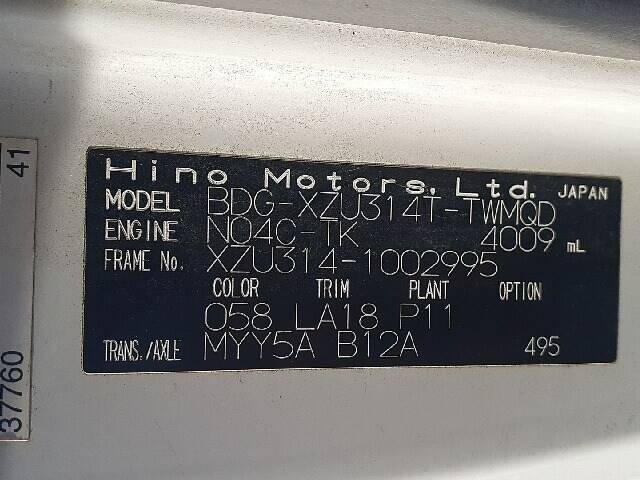 Hino Motors, Ltd. JAPAN
MODEL BDG-XZU314T-TWMQD
ENGINE N04C-TK 4009 mL
FRAME No. XZU314-1002995
COLOR TRIM PLANT OPTION
058 LA18 P11
TRANS./AXLE MYY5A B12A 495
41
37760